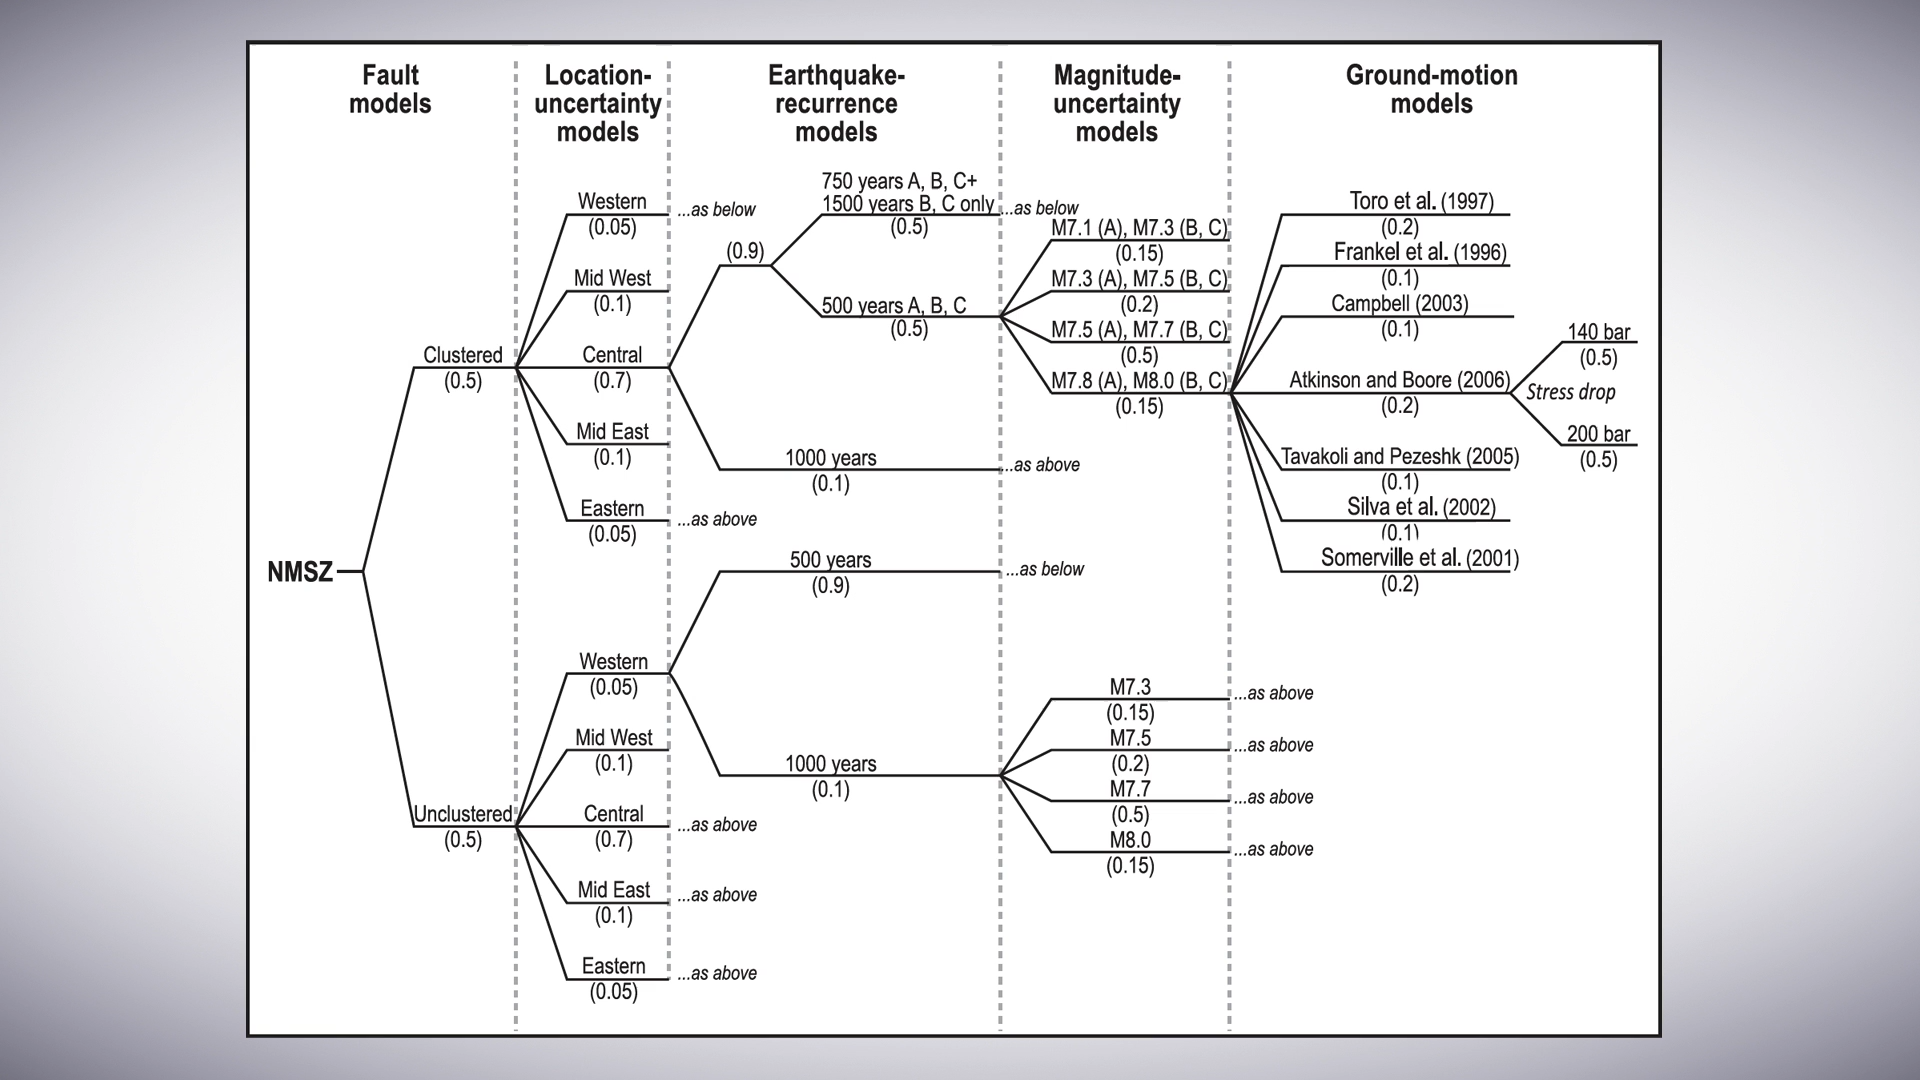 Fault
models
Location-
uncertainty
models
Earthquake-
recurrence
models
Magnitude-
uncertainty
models
Ground-motion
models
NMSZ
Clustered
(0.5)
Western
(0.05)
...as below
Mid West
(0.1)
Central
(0.7)
Mid East
(0.1)
Eastern
(0.05)
...as above
(0.9)
750 years A, B, C+
1500 years B, C only
(0.5)
...as below
500 years A, B, C
(0.5)
1000 years
(0.1)
...as above
M7.1 (A), M7.3 (B, C)
(0.15)
M7.3 (A), M7.5 (B, C)
(0.2)
M7.5 (A), M7.7 (B, C)
(0.5)
M7.8 (A), M8.0 (B, C)
(0.15)
Toro et al. (1997)
(0.2)
Frankel et al. (1996)
(0.1)
Campbell (2003)
(0.1)
Atkinson and Boore (2006)
(0.2)
Stress drop
140 bar
(0.5)
200 bar
(0.5)
Tavakoli and Pezeshk (2005)
(0.1)
Silva et al. (2002)
(0.1)
Somerville et al. (2001)
(0.2)
Unclustered
(0.5)
Western
(0.05)
Mid West
(0.1)
Central
(0.7)
...as above
Mid East
(0.1)
...as above
Eastern
(0.05)
...as above
500 years
(0.9)
...as below
1000 years
(0.1)
M7.3
(0.15)
...as above
M7.5
(0.2)
...as above
M7.7
(0.5)
...as above
M8.0
(0.15)
...as above